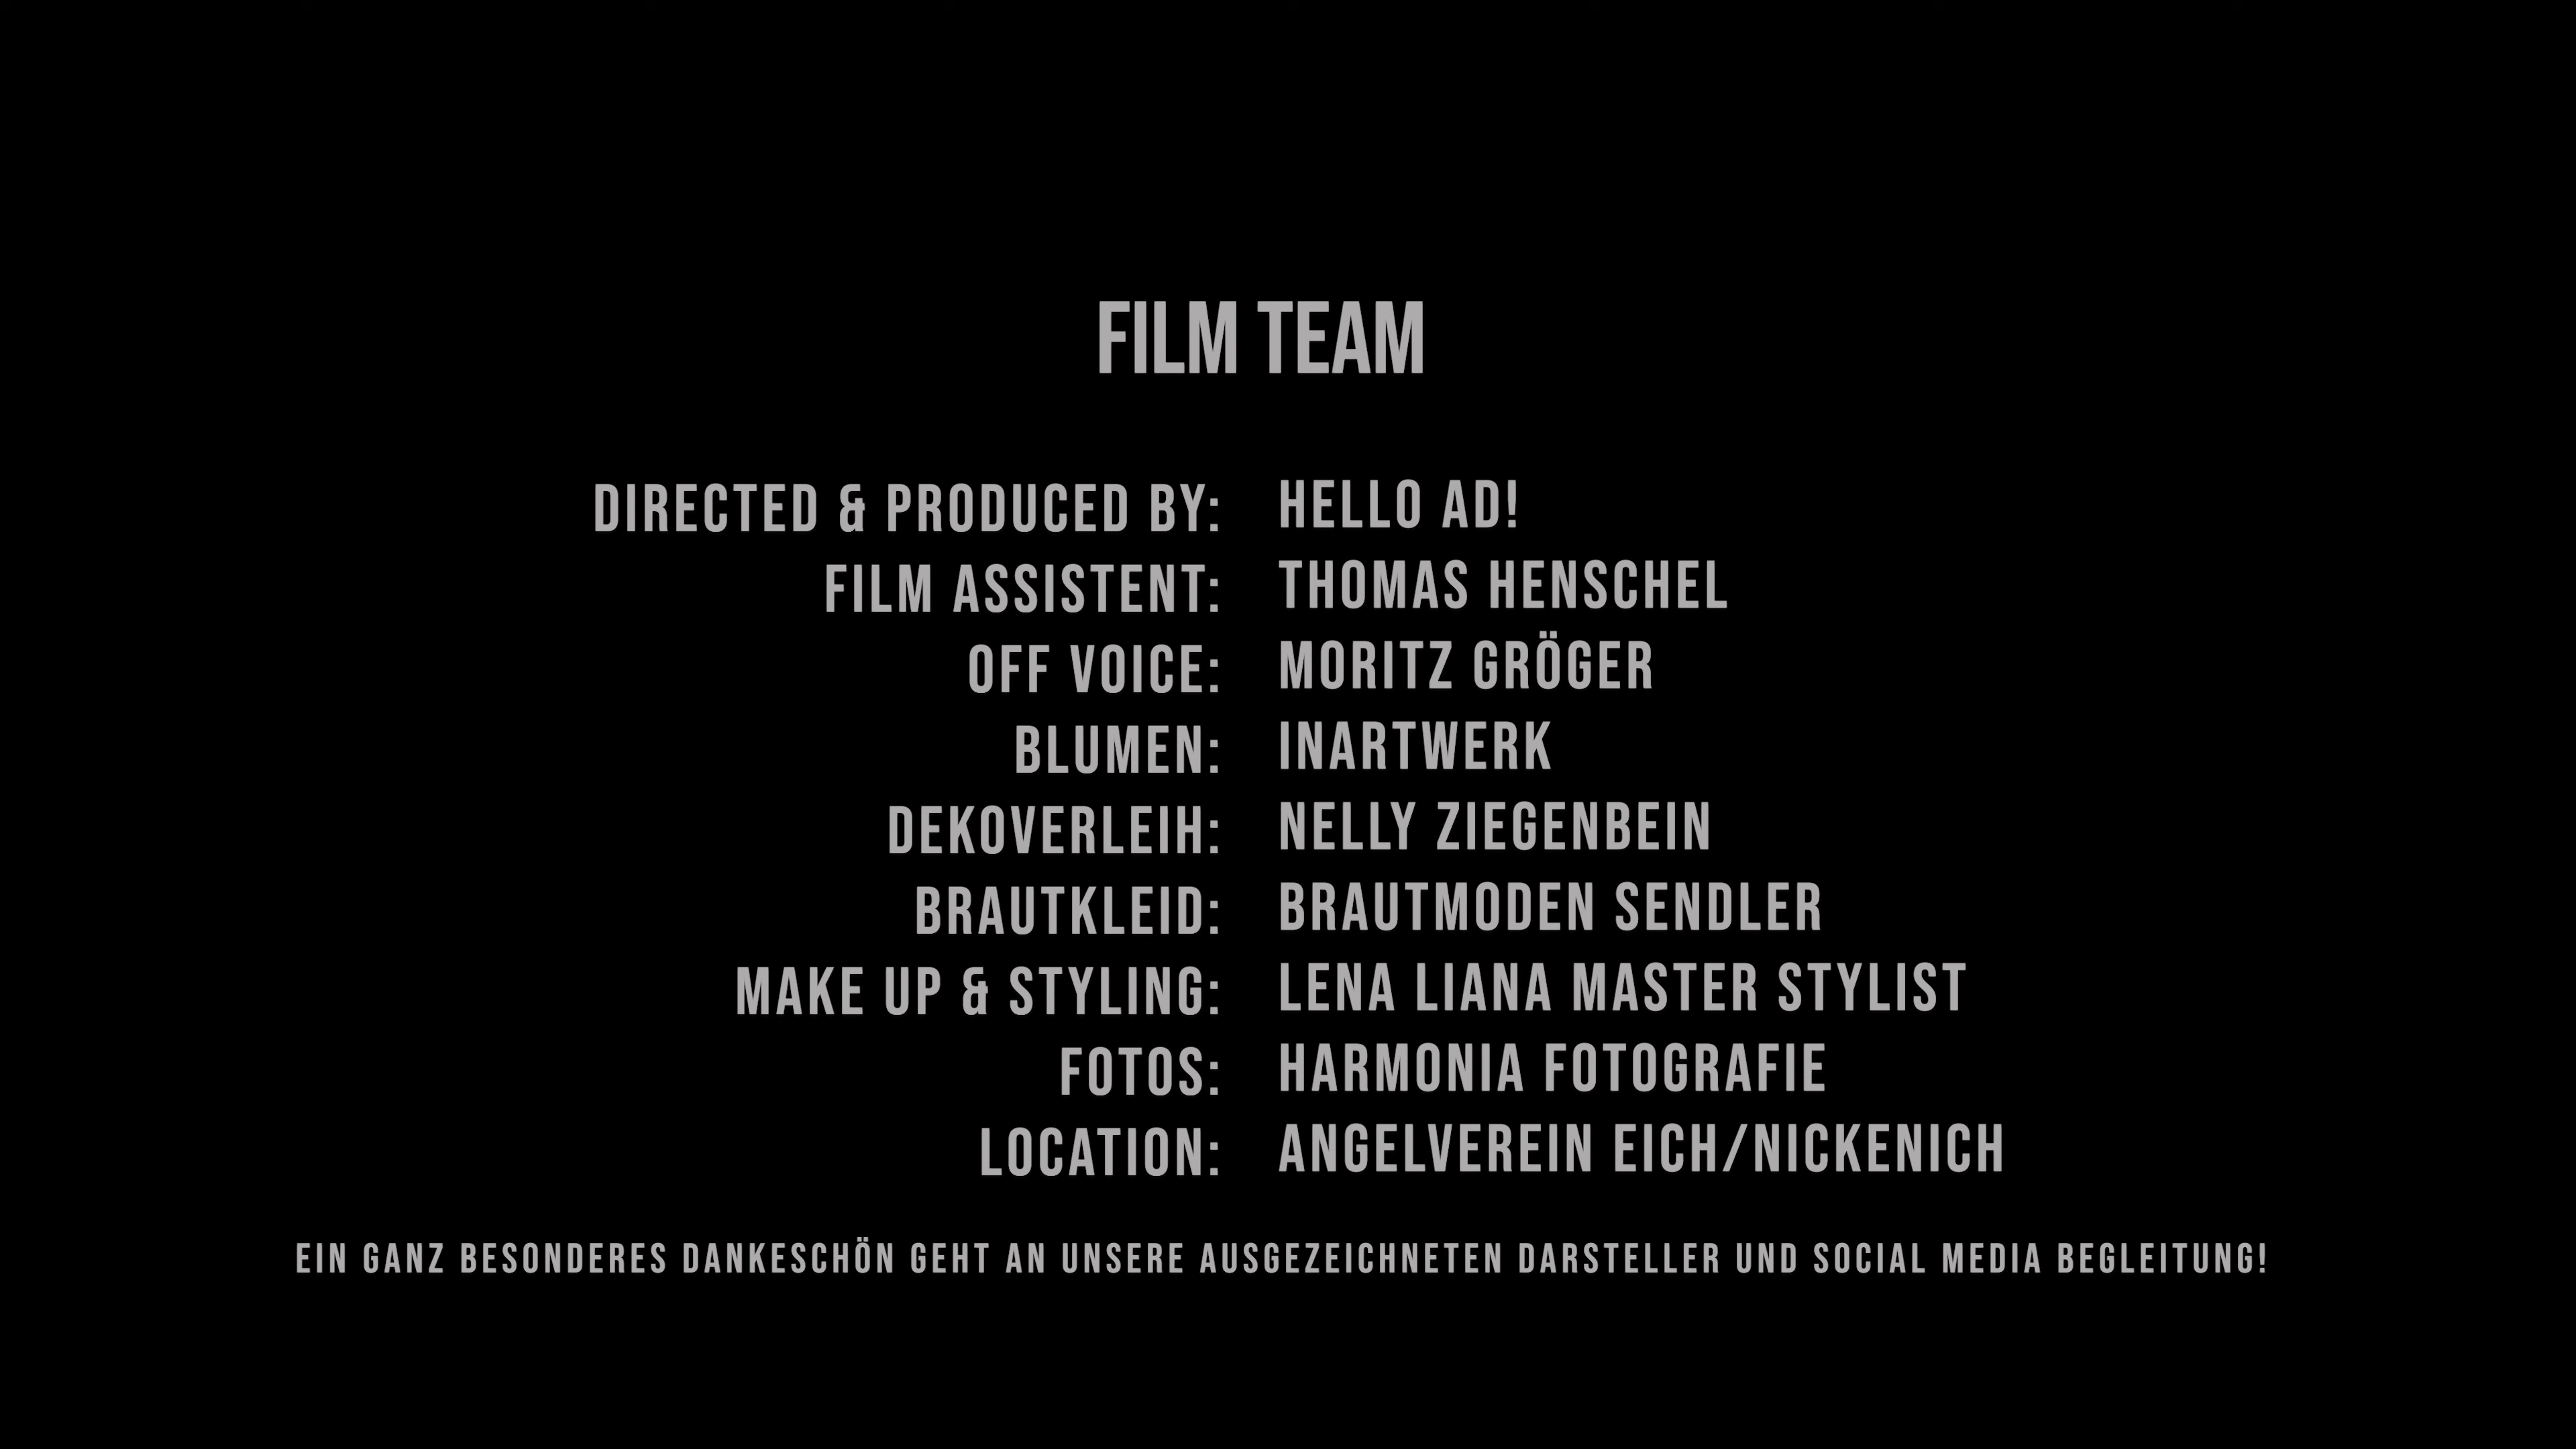 FILM TEAM
DIRECTED & PRODUCED BY: HELLO AD!
FILM ASSISTENT: THOMAS HENSCHEL
OFF VOICE: MORITZ GRÖGER
BLUMEN: INARTWERK
DEKOVERLEIH: NELLY ZIEGENBEIN
BRAUTKLEID: BRAUTMODEN SENDLER
MAKE UP & STYLING: LENA LIANA MASTER STYLIST
FOTOS: HARMONIA FOTOGRAFIE
LOCATION: ANGELVEREIN EICH/NICKENICH
EIN GANZ BESONDERES DANKESCHÖN GEHT AN UNSERE AUSGEZEICHNETEN DARSTELLER UND SOCIAL MEDIA BEGLEITUNG!